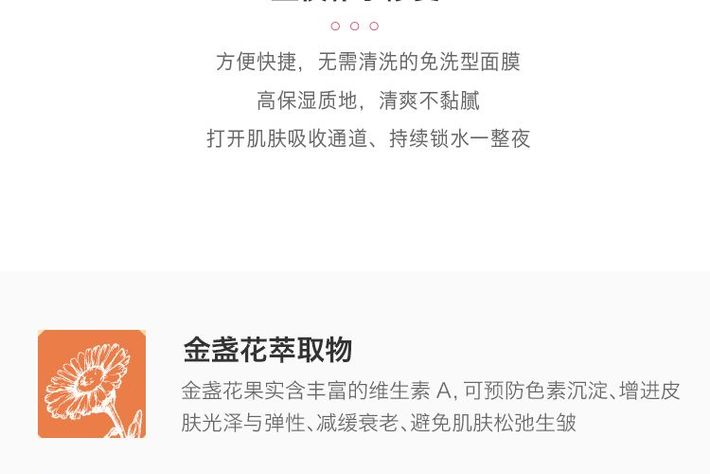 方便快捷，无需清洗的免洗型面膜
高保湿质地，清爽不黏腻
打开肌肤吸收通道、持续锁水一整夜
金盏花萃取物
金盏花果实含丰富的维生素 A，可预防色素沉淀、增进皮
肤光泽与弹性、减缓衰老、避免肌肤松弛生皱